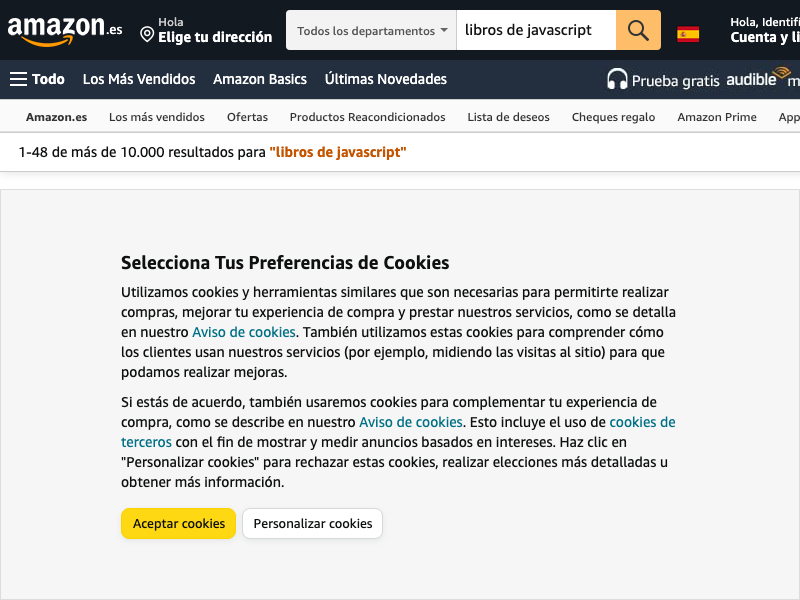 amazon.es
Hola
Elige tu dirección
Todos los departamentos
libros de javascript
Hola, Identifi
Cuenta y li
Todo
Los Más Vendidos
Amazon Basics
Últimas Novedades
Prueba gratis audible
m
Amazon.es
Los más vendidos
Ofertas
Productos Reacondicionados
Lista de deseos
Cheques regalo
Amazon Prime
App
1-48 de más de 10.000 resultados para "libros de javascript"
Selecciona Tus Preferencias de Cookies
Utilizamos cookies y herramientas similares que son necesarias para permitirte realizar
compras, mejorar tu experiencia de compra y prestar nuestros servicios, como se detalla
en nuestro Aviso de cookies. También utilizamos estas cookies para comprender cómo
los clientes usan nuestros servicios (por ejemplo, midiendo las visitas al sitio) para que
podamos realizar mejoras.
Si estás de acuerdo, también usaremos cookies para complementar tu experiencia de
compra, como se describe en nuestro Aviso de cookies. Esto incluye el uso de cookies de
terceros con el fin de mostrar y medir anuncios basados en intereses. Haz clic en
"Personalizar cookies" para rechazar estas cookies, realizar elecciones más detalladas u
obtener más información.
Aceptar cookies
Personalizar cookies